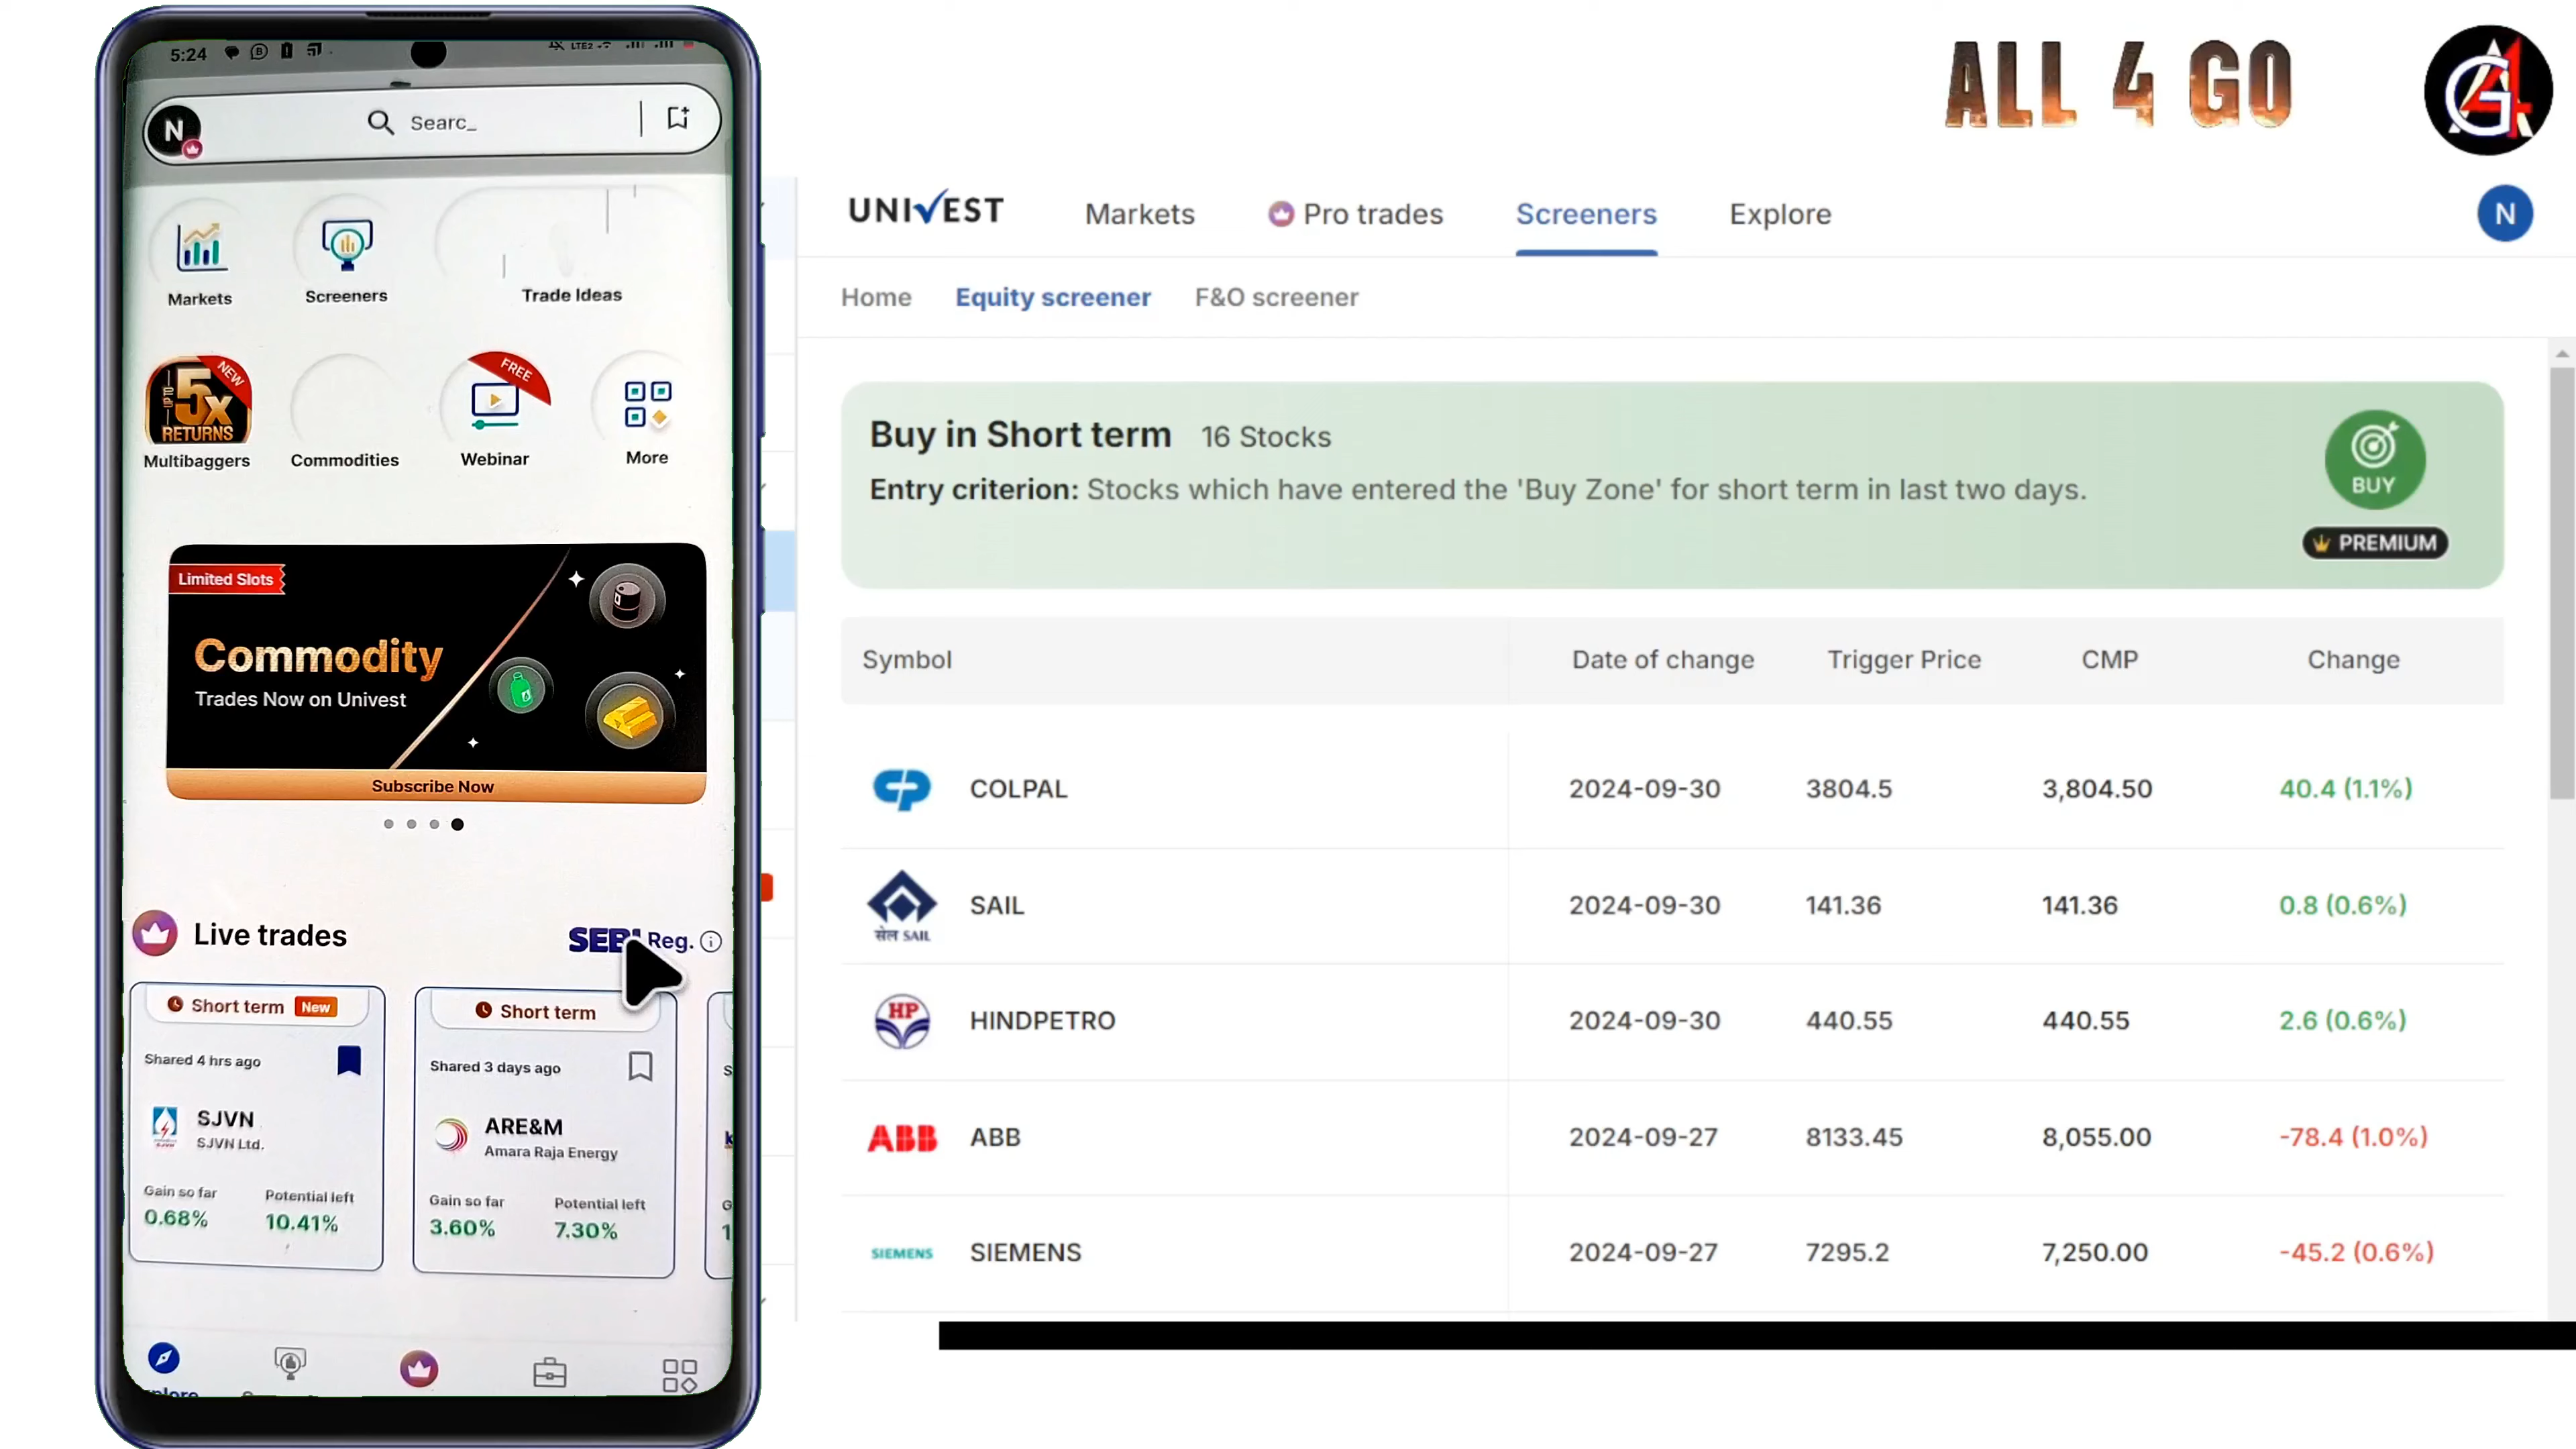 5:24
LTE2
N
Searc_
Markets
Screeners
Trade Ideas
5x
RETURNS
NEW
Multibaggers
Commodities
FREE
Webinar
More
Limited Slots
Commodity
Trades Now on Univest
Subscribe Now
Live trades
SEBI Reg.
Short term New
Shared 4 hrs ago
SJVN
SJVN Ltd.
Gain so far Potential left
0.68% 10.41%
Short term
Shared 3 days ago
ARE&M
Amara Raja Energy
Gain so far Potential left
3.60% 7.30%
ALL 4 GO
UNIVEST
Markets
Pro trades
Screeners
Explore
N
Home
Equity screener
F&O screener
Buy in Short term 16 Stocks
Entry criterion: Stocks which have entered the 'Buy Zone' for short term in last two days.
BUY
PREMIUM
Symbol Date of change Trigger Price CMP Change
COLPAL 2024-09-30 3804.5 3,804.50 40.4 (1.1%)
सेल SAIL
SAIL 2024-09-30 141.36 141.36 0.8 (0.6%)
HP
HINDPETRO 2024-09-30 440.55 440.55 2.6 (0.6%)
ABB ABB 2024-09-27 8133.45 8,055.00 -78.4 (1.0%)
SIEMENS SIEMENS 2024-09-27 7295.2 7,250.00 -45.2 (0.6%)